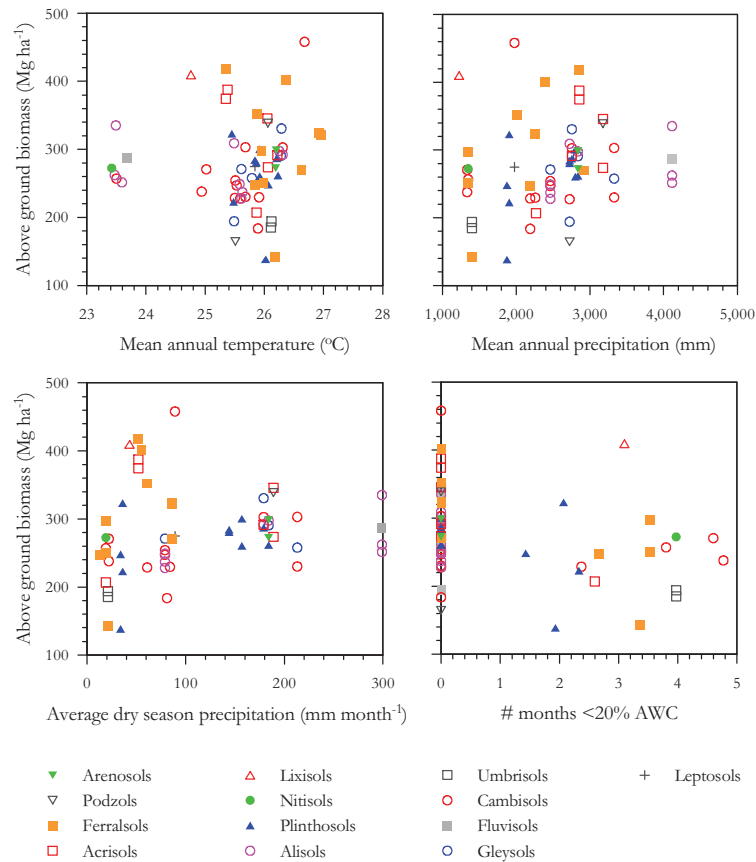 500
400
300
200
100
Above ground biomass (Mg ha-1)
23 24 25 26 27 28
Mean annual temperature (ºC)
1,000 2,000 3,000 4,000 5,000
Mean annual precipitation (mm)
500
400
300
200
100
Above ground biomass (Mg ha-1)
0 100 200 300
Average dry season precipitation (mm month-1)
0 1 2 3 4 5
# months <20% AWC
Arenosols Lixisols Umbrisols Leptosols
Podzols Nitisols Cambisols
Ferralsols Plinthosols Fluvisols
Acrisols Alisols Gleysols